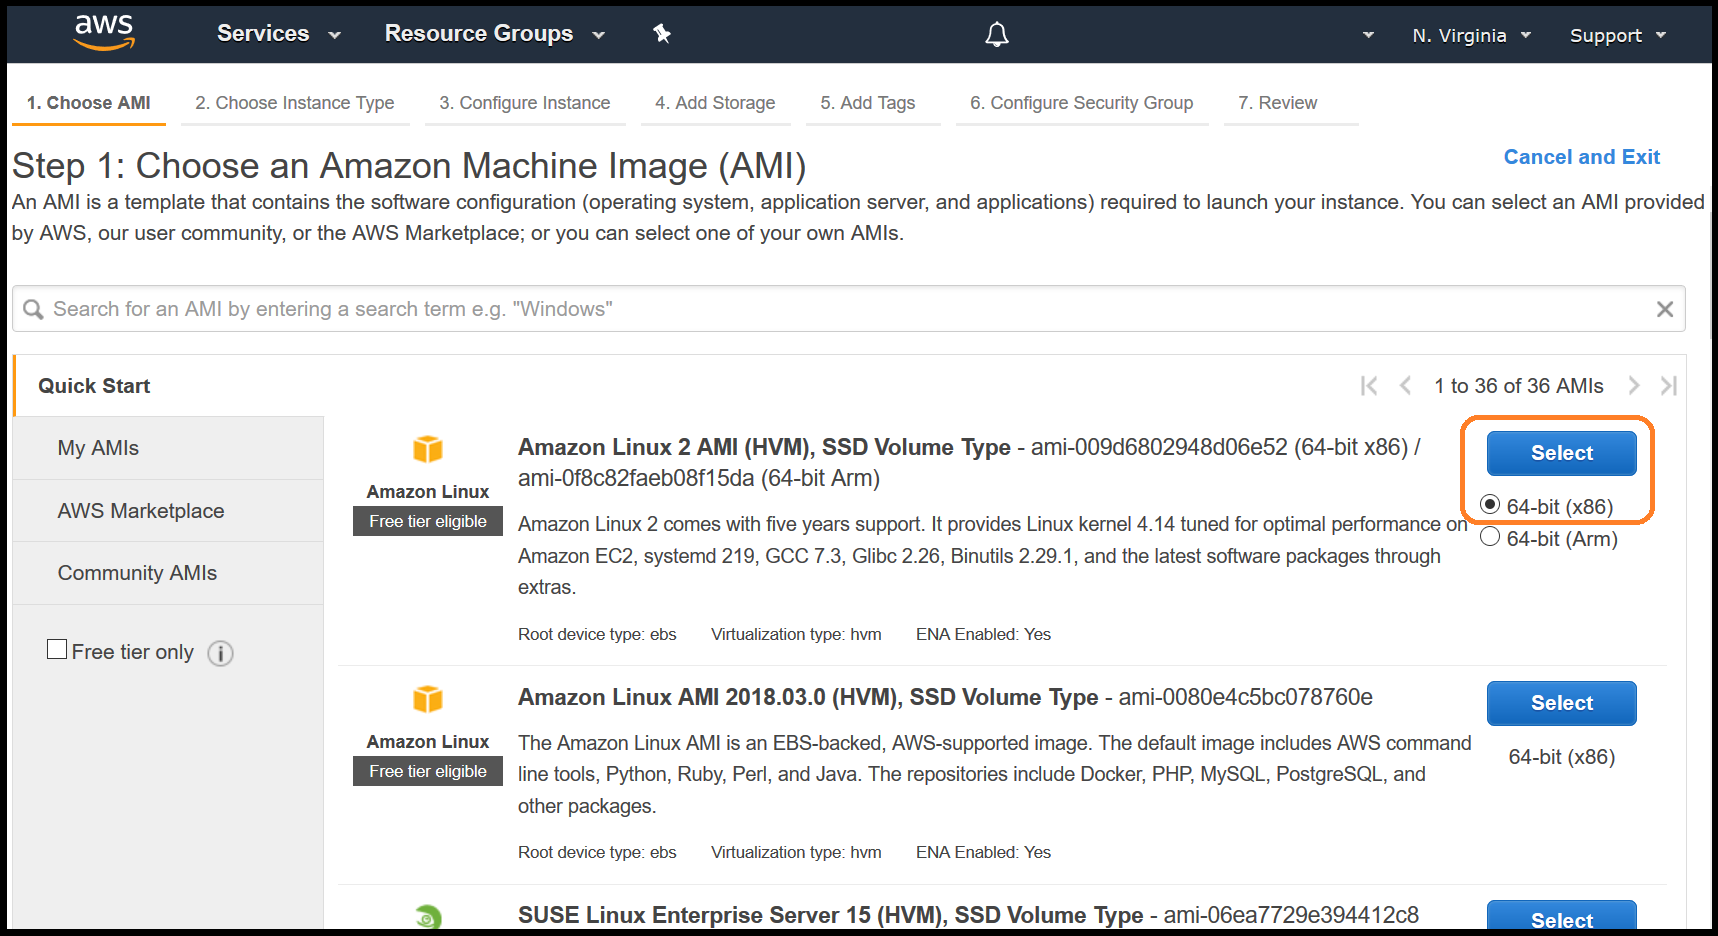 aws
Services Resource Groups N. Virginia Support
1. Choose AMI 2. Choose Instance Type 3. Configure Instance 4. Add Storage 5. Add Tags 6. Configure Security Group 7. Review
Step 1: Choose an Amazon Machine Image (AMI)
Cancel and Exit
An AMI is a template that contains the software configuration (operating system, application server, and applications) required to launch your instance. You can select an AMI provided
by AWS, our user community, or the AWS Marketplace; or you can select one of your own AMIs.
Search for an AMI by entering a search term e.g. "Windows"
Quick Start
1 to 36 of 36 AMIs
My AMIs
AWS Marketplace
Community AMIs
Free tier only
Amazon Linux
Free tier eligible
Amazon Linux 2 AMI (HVM), SSD Volume Type - ami-009d6802948d06e52 (64-bit x86) /
ami-0f8c82faeb08f15da (64-bit Arm)
Amazon Linux 2 comes with five years support. It provides Linux kernel 4.14 tuned for optimal performance on
Amazon EC2, systemd 219, GCC 7.3, Glibc 2.26, Binutils 2.29.1, and the latest software packages through
extras.
Root device type: ebs Virtualization type: hvm ENA Enabled: Yes
Select
64-bit (x86)
64-bit (Arm)
Amazon Linux
Free tier eligible
Amazon Linux AMI 2018.03.0 (HVM), SSD Volume Type - ami-0080e4c5bc078760e
The Amazon Linux AMI is an EBS-backed, AWS-supported image. The default image includes AWS command
line tools, Python, Ruby, Perl, and Java. The repositories include Docker, PHP, MySQL, PostgreSQL, and
other packages.
Root device type: ebs Virtualization type: hvm ENA Enabled: Yes
Select
64-bit (x86)
SUSE Linux Enterprise Server 15 (HVM), SSD Volume Type - ami-06ea7729e394412c8
Select